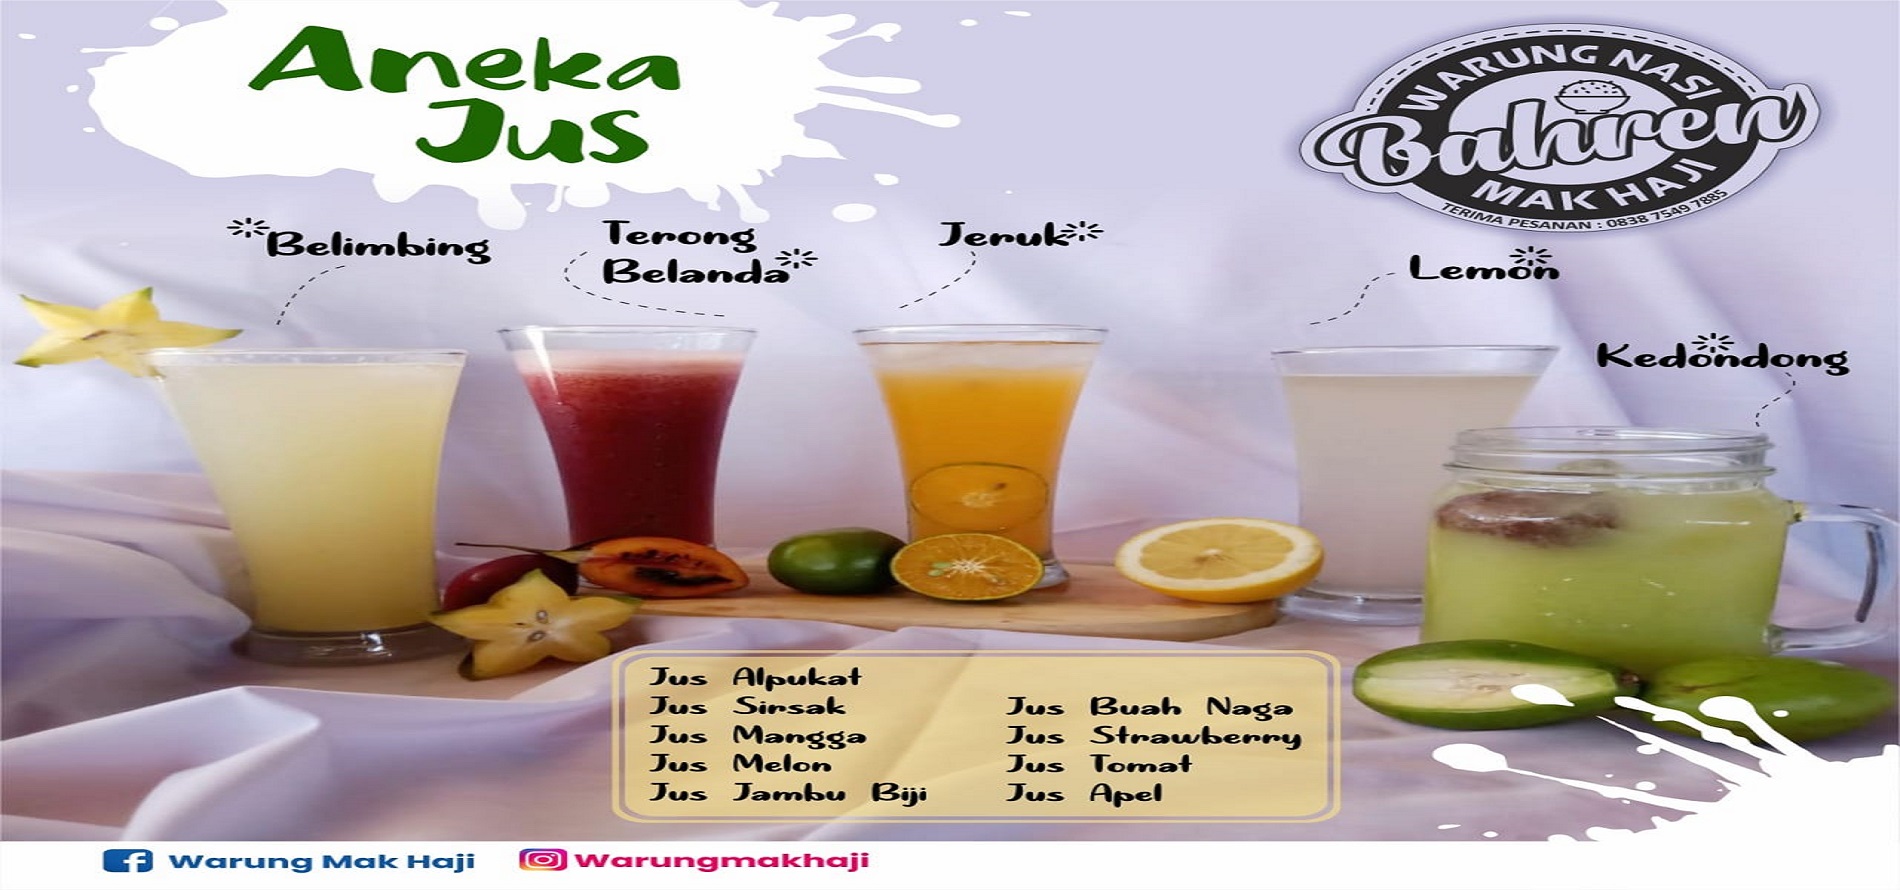 Aneka
Jus
WARUNG NASI
Bahren
MAK HAJI
TERIMA PESANAN : 0838 7549 7885
Belimbing
Terong
Belanda
Jeruk
Lemon
Kedondong
Jus Alpukat
Jus Sirsak
Jus Mangga
Jus Melon
Jus Jambu Biji
Jus Buah Naga
Jus Strawberry
Jus Tomat
Jus Apel
Warung Mak Haji
Warungmakhaji